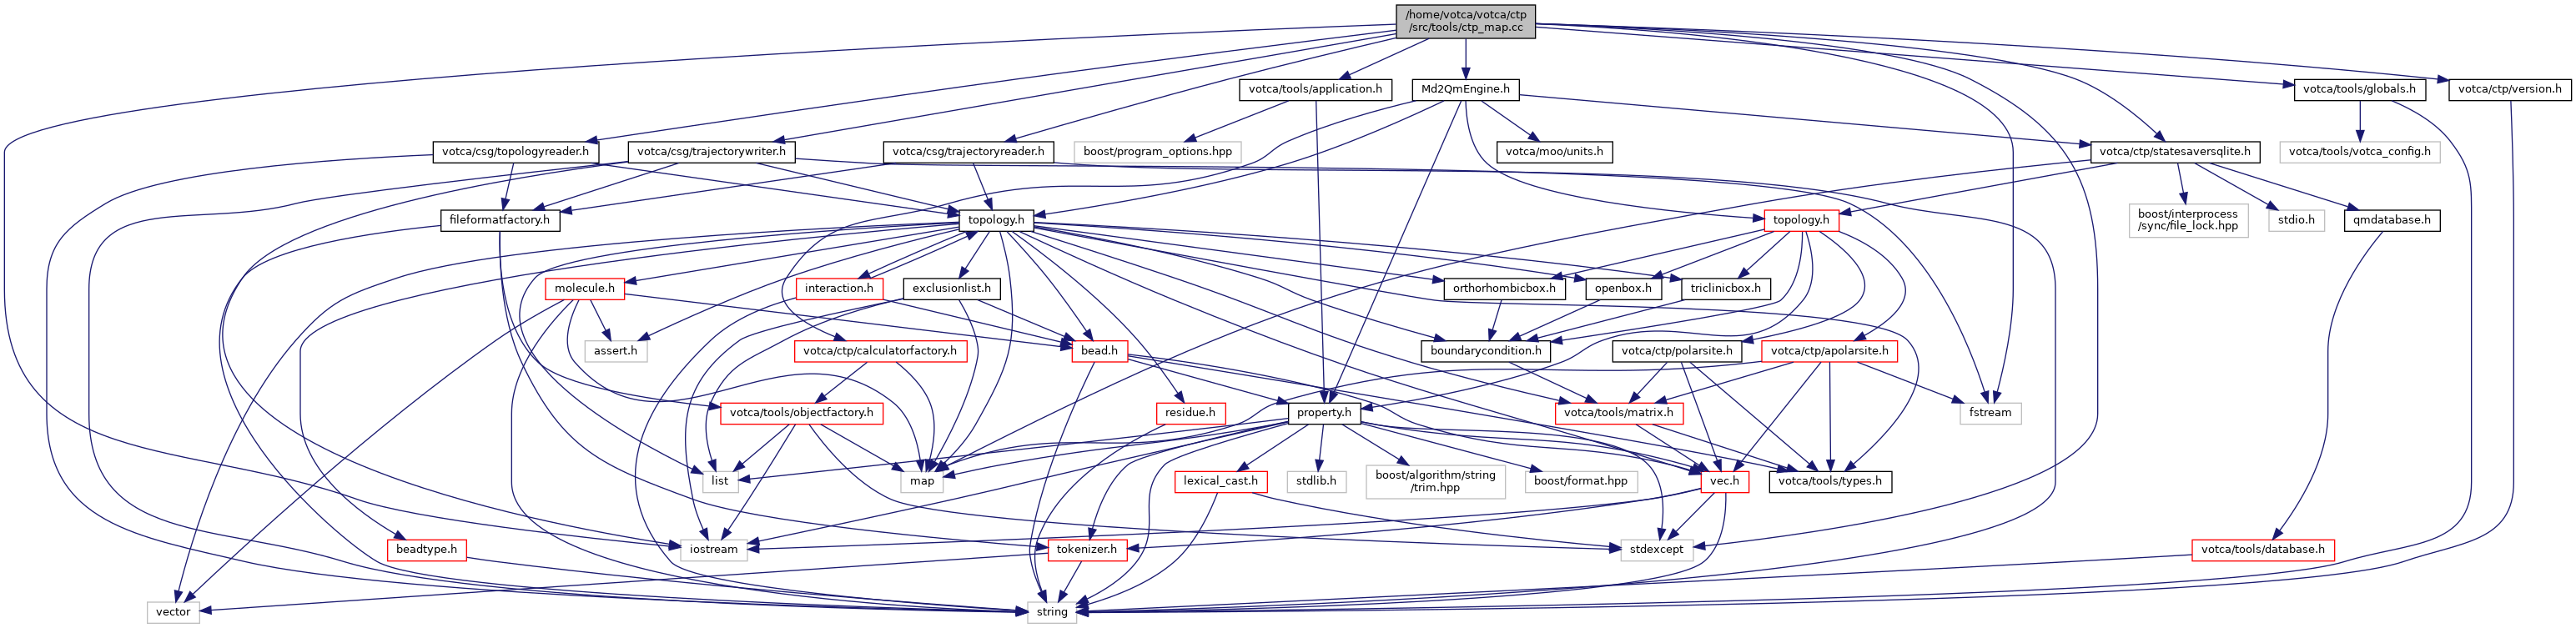 /home/votca/votca/ctp
/src/tools/ctp_map.cc
votca/tools/application.h
Md2QmEngine.h
votca/tools/globals.h
votca/ctp/version.h
votca/csg/topologyreader.h
votca/csg/trajectorywriter.h
votca/csg/trajectoryreader.h
boost/program_options.hpp
votca/moo/units.h
votca/ctp/statesaversqlite.h
votca/tools/votca_config.h
fileformatfactory.h
topology.h
topology.h
boost/interprocess
/sync/file_lock.hpp
stdio.h
qmdatabase.h
molecule.h
interaction.h
exclusionlist.h
orthorhombicbox.h
openbox.h
triclinicbox.h
assert.h
votca/ctp/calculatorfactory.h
bead.h
boundarycondition.h
votca/ctp/polarsite.h
votca/ctp/apolarsite.h
votca/tools/objectfactory.h
residue.h
property.h
votca/tools/matrix.h
fstream
list
map
lexical_cast.h
stdlib.h
boost/algorithm/string
/trim.hpp
boost/format.hpp
vec.h
votca/tools/types.h
beadtype.h
iostream
tokenizer.h
stdexcept
votca/tools/database.h
vector
string